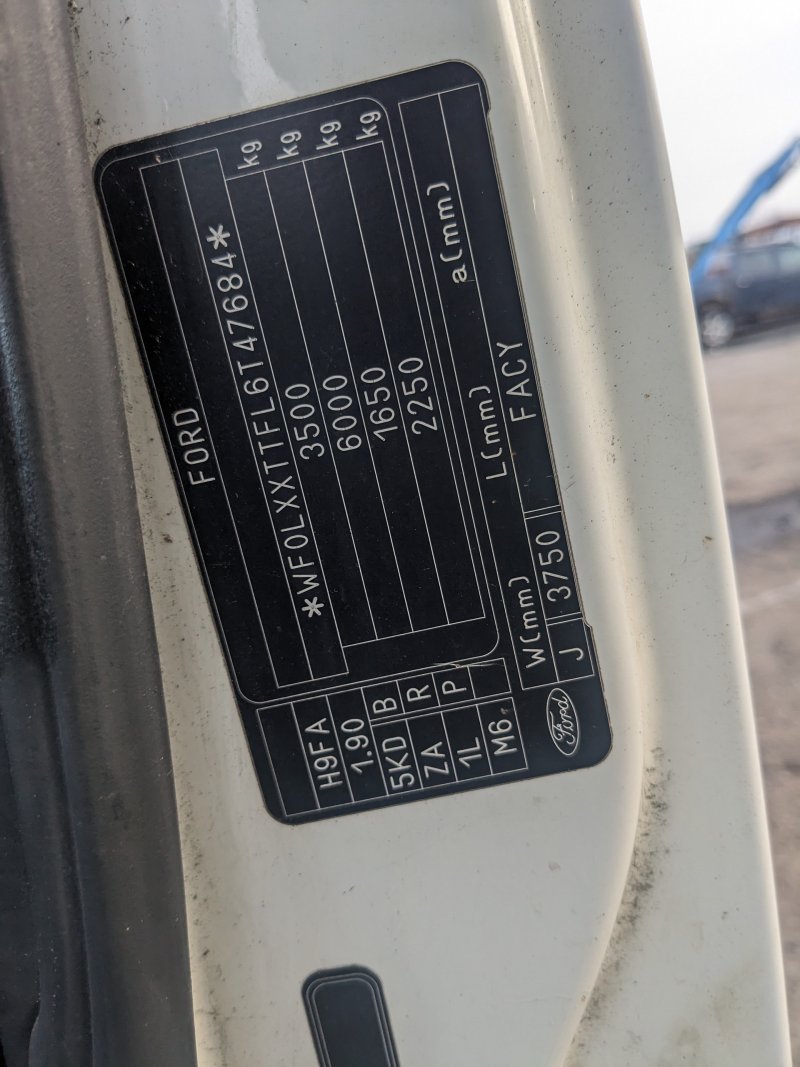 FORD
*WF0LXXTTFL6T47684*
3500 kg
6000 kg
1650 kg
2250 kg
H9FA
1.90
5KD B
ZA R
1L P
M6
W(mm) L(mm) a(mm)
J 3750 FACY
Ford